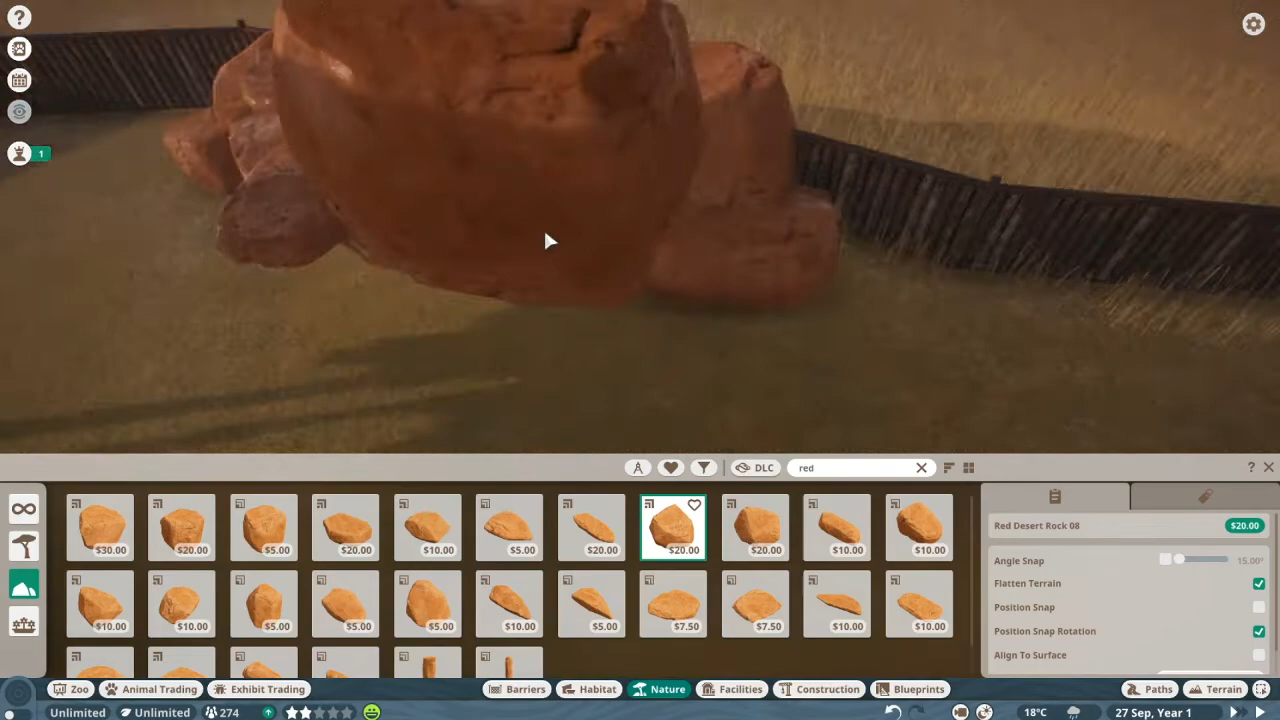 ?
1
DLC
red
?
$30.00
$20.00
$5.00
$20.00
$10.00
$5.00
$20.00
$20.00
$20.00
$10.00
$10.00
$10.00
$10.00
$5.00
$5.00
$5.00
$10.00
$5.00
$7.50
$7.50
$10.00
$10.00
Red Desert Rock 08
$20.00
Angle Snap
15.00°
Flatten Terrain
Position Snap
Position Snap Rotation
Align To Surface
Zoo
Animal Trading
Exhibit Trading
Barriers
Habitat
Nature
Facilities
Construction
Blueprints
Paths
Terrain
Unlimited
Unlimited
274
18°C
27 Sep, Year 1